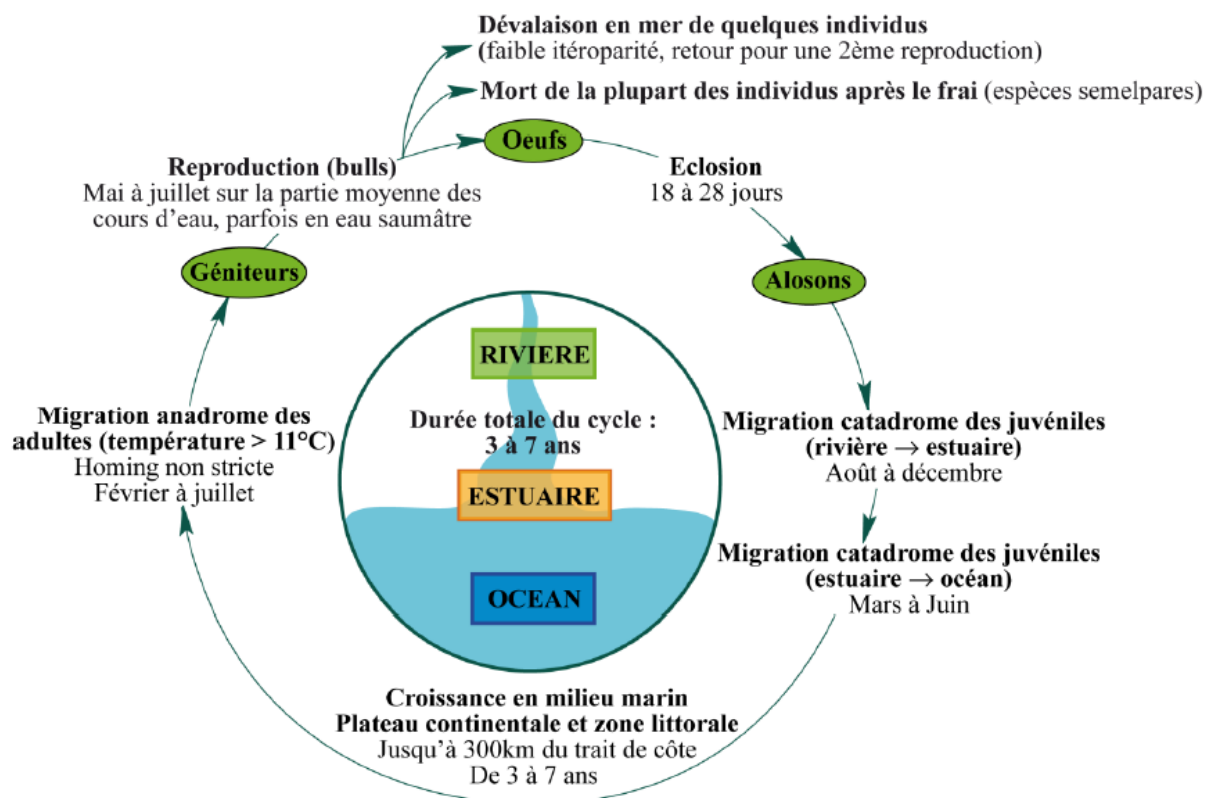 Dévalaison en mer de quelques individus
(faible itéroparité, retour pour une 2ème reproduction)
Mort de la plupart des individus après le frai (espèces semelpares)
Oeufs
Reproduction (bulls)
Mai à juillet sur la partie moyenne des
cours d'eau, parfois en eau saumâtre
Eclosion
18 à 28 jours
Géniteurs
Alosons
RIVIERE
Durée totale du cycle :
3 à 7 ans
ESTUAIRE
OCEAN
Migration anadrome des
adultes (température > 11°C)
Homing non stricte
Février à juillet
Migration catadrome des juvéniles
(rivière → estuaire)
Août à décembre
Migration catadrome des juvéniles
(estuaire → océan)
Mars à Juin
Croissance en milieu marin
Plateau continentale et zone littorale
Jusqu'à 300km du trait de côte
De 3 à 7 ans